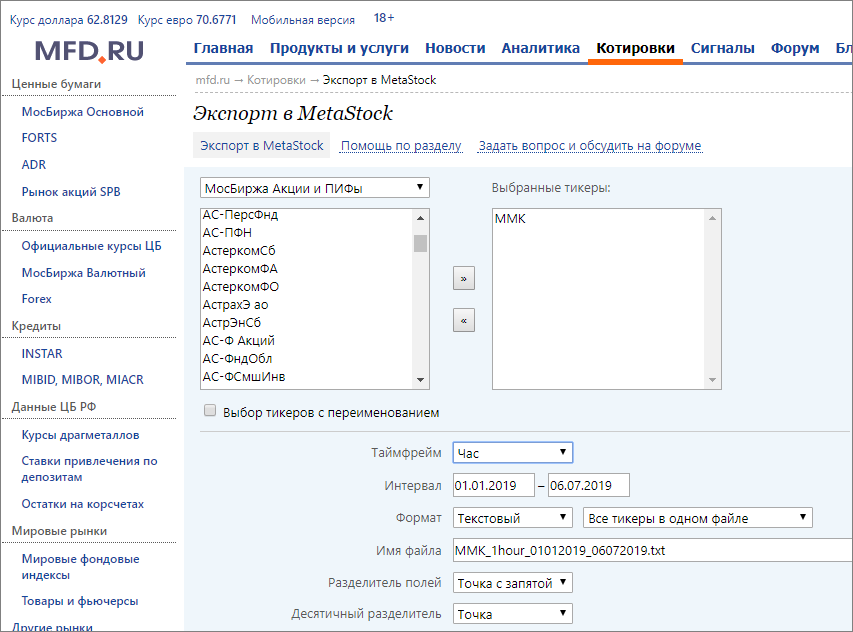 Курс доллара 62.8129 Курс евро 70.6771 Мобильная версия 18+
MFD.RU
Главная Продукты и услуги Новости Аналитика Котировки Сигналы Форум Бл
Ценные бумаги
МосБиржа Основной
FORTS
ADR
Рынок акций SPB
Валюта
Официальные курсы ЦБ
МосБиржа Валютный
Forex
Кредиты
INSTAR
MIBID, MIBOR, MIACR
Данные ЦБ РФ
Курсы драгметаллов
Ставки привлечения по
депозитам
Остатки на корсчетах
Мировые рынки
Мировые фондовые
индексы
Товары и фьючерсы
Другие рынки
mfd.ru → Котировки → Экспорт в MetaStock
Экспорт в MetaStock
Экспорт в MetaStock Помощь по разделу Задать вопрос и обсудить на форуме
МосБиржа Акции и ПИФы
АС-ПерсФнд
АС-ПФН
АстеркомСб
АстеркомФА
АстеркомФО
АстрахЭ ао
АстрЭнСб
АС-Ф Акций
АС-ФндОбл
АС-ФСмшИнв
»
«
Выбранные тикеры:
ММК
Выбор тикеров с переименованием
Таймфрейм Час
Интервал 01.01.2019 – 06.07.2019
Формат Текстовый Все тикеры в одном файле
Имя файла MMK_1hour_01012019_06072019.txt
Разделитель полей Точка с запятой
Десятичный разделитель Точка